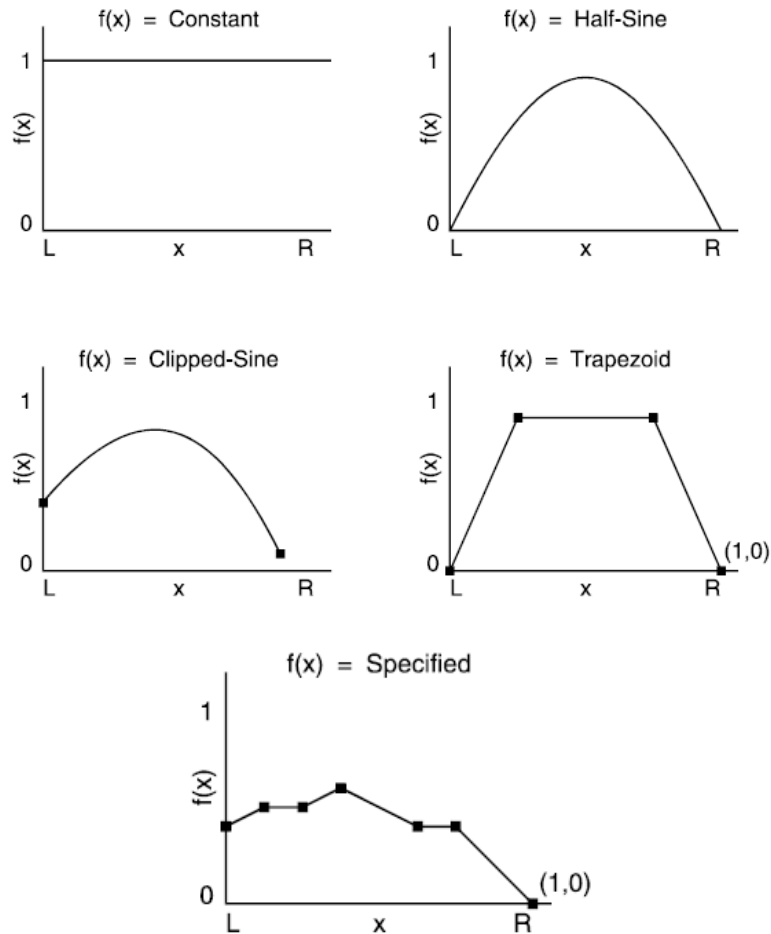 f(x) = Constant
1
f(x)
0
L x R
f(x) = Half-Sine
1
f(x)
0
L x R
f(x) = Clipped-Sine
1
f(x)
0
L x R
f(x) = Trapezoid
1
f(x)
0
(1,0)
L x R
f(x) = Specified
1
f(x)
0
(1,0)
L x R